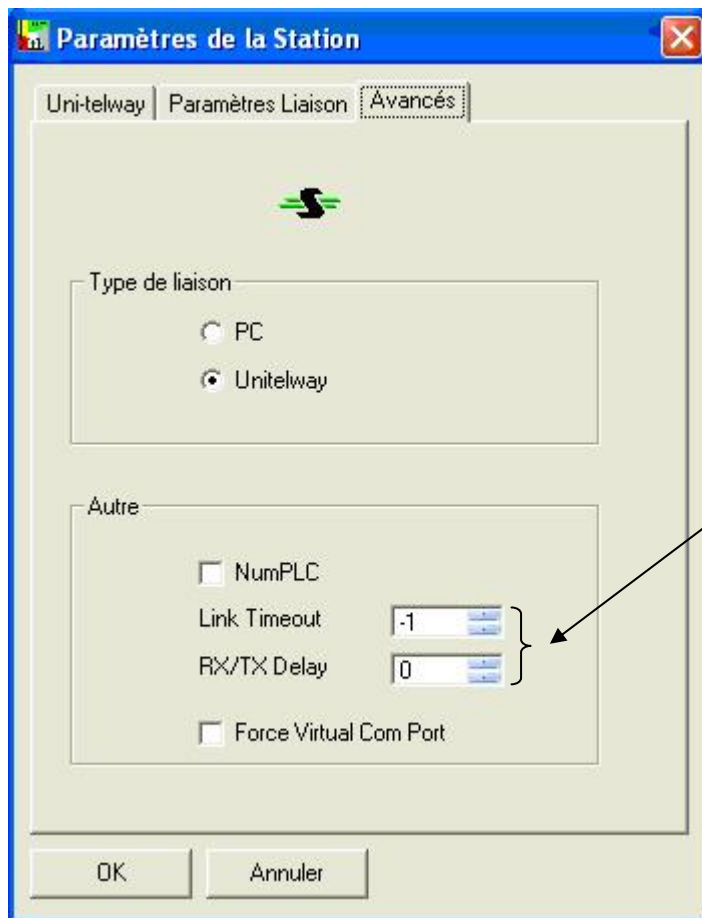 Paramètres de la Station
Uni-telway Paramètres Liaison Avancés
Type de liaison
PC
Unitelway
Autre
NumPLC
Link Timeout -1
RX/TX Delay 0
Force Virtual Com Port
OK Annuler